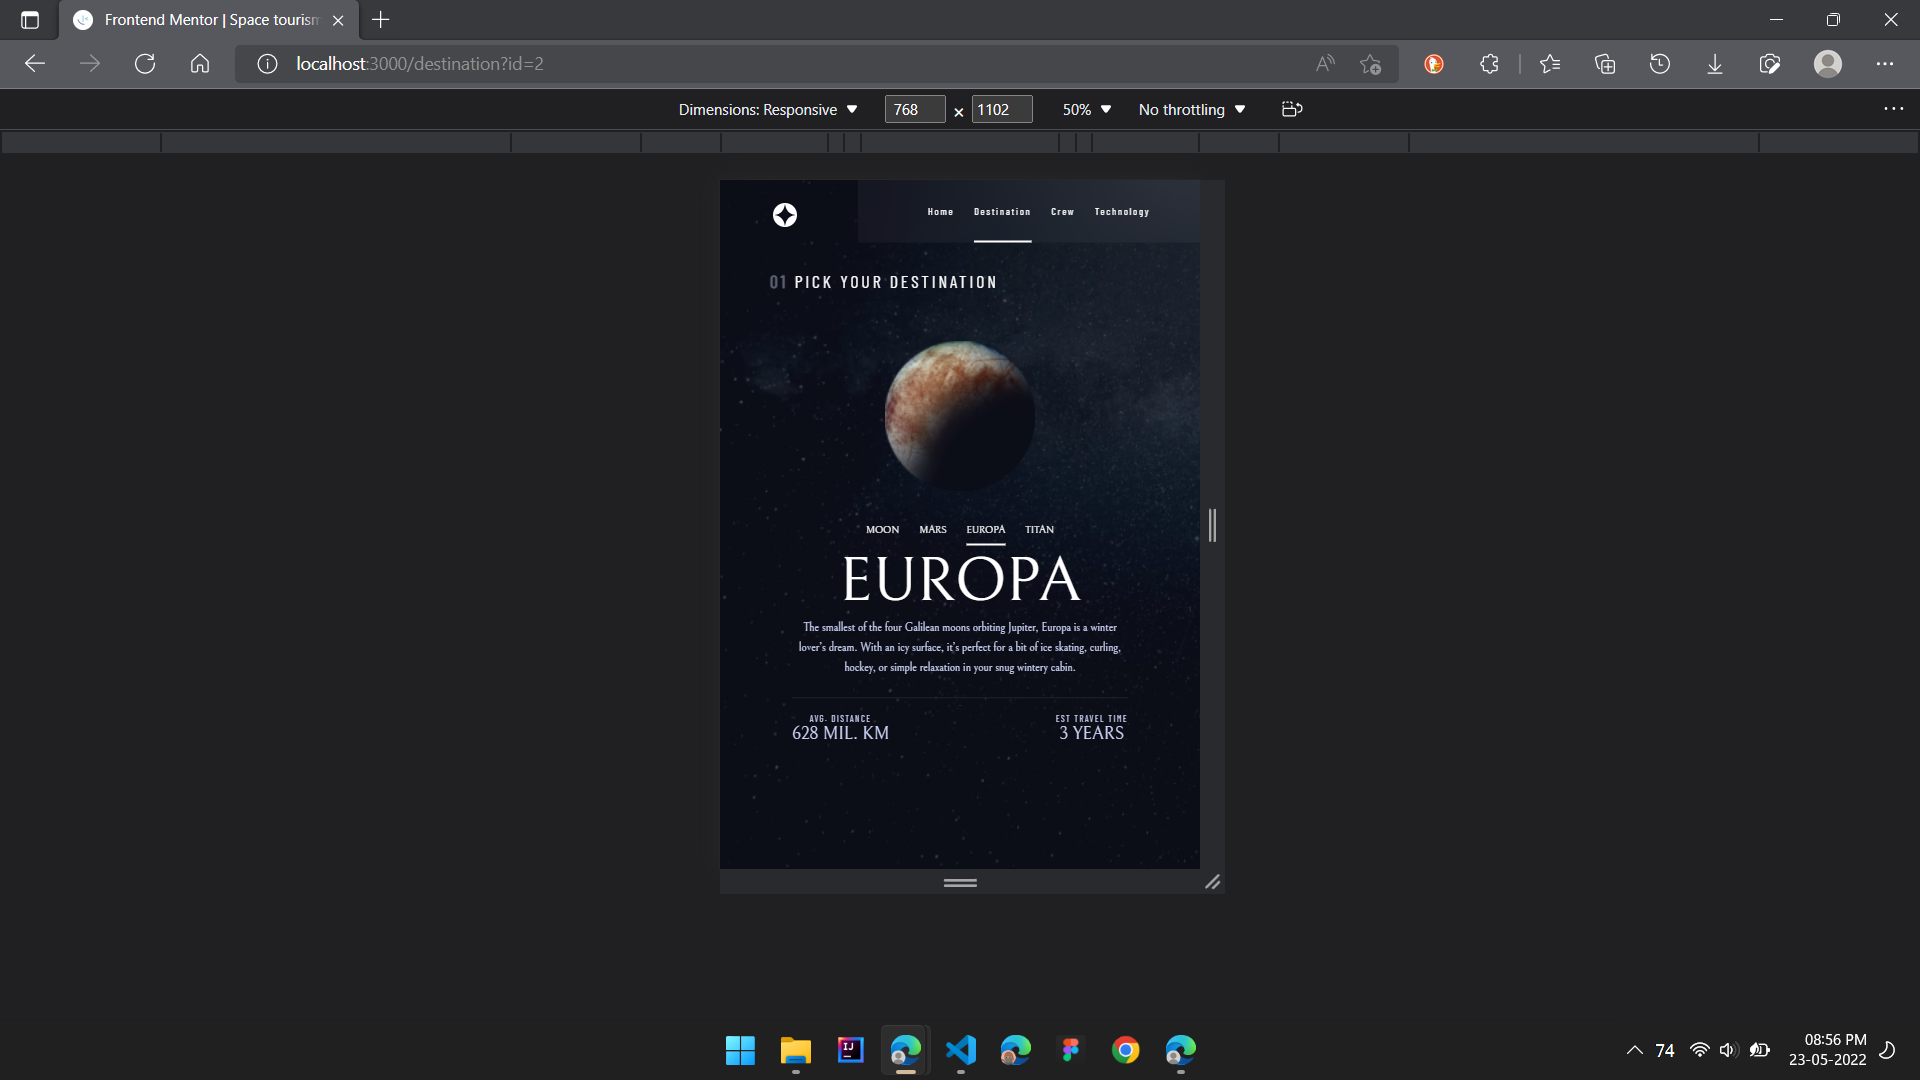 Frontend Mentor | Space tourism
localhost:3000/destination?id=2
Dimensions: Responsive 768 × 1102 50% No throttling
Home Destination Crew Technology
01 PICK YOUR DESTINATION
MOON MARS EUROPA TITAN
EUROPA
The smallest of the four Galilean moons orbiting Jupiter, Europa is a winter
lover's dream. With an icy surface, it's perfect for a bit of ice skating, curling,
hockey, or simple relaxation in your snug wintery cabin.
AVG. DISTANCE
628 MIL. KM
EST TRAVEL TIME
3 YEARS
74
08:56 PM
23-05-2022